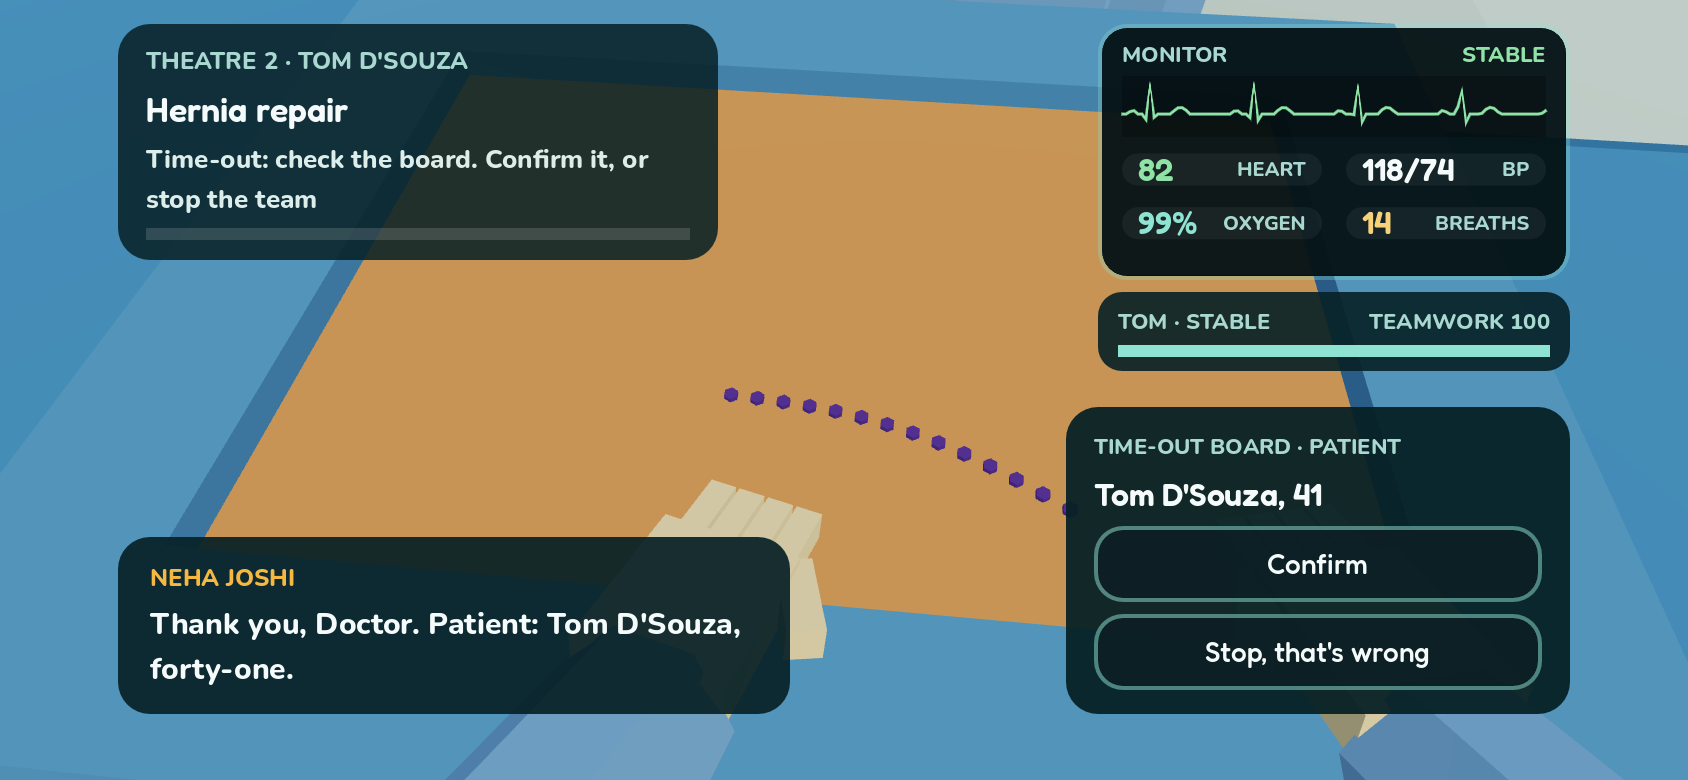 THEATRE 2 · TOM D'SOUZA
Hernia repair
Time-out: check the board. Confirm it, or
stop the team
MONITOR
STABLE
82 HEART
118/74 BP
99% OXYGEN
14 BREATHS
TOM · STABLE
TEAMWORK 100
TIME-OUT BOARD · PATIENT
Tom D'Souza, 41
Confirm
Stop, that's wrong
NEHA JOSHI
Thank you, Doctor. Patient: Tom D'Souza,
forty-one.